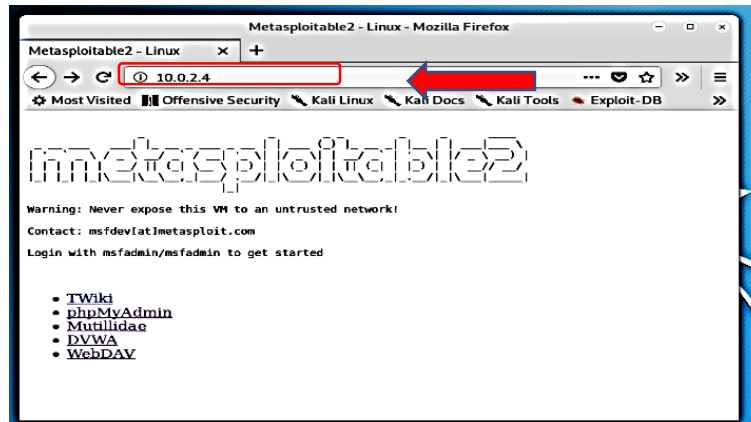 Metasploitable2 - Linux - Mozilla Firefox
Metasploitable2 - Linux
10.0.2.4
Most Visited Offensive Security Kali Linux Kali Docs Kali Tools Exploit-DB
metasploitable2
Warning: Never expose this VM to an untrusted network!
Contact: msfdev[at]metasploit.com
Login with msfadmin/msfadmin to get started
TWiki
phpMyAdmin
Mutillidae
DVWA
WebDAV